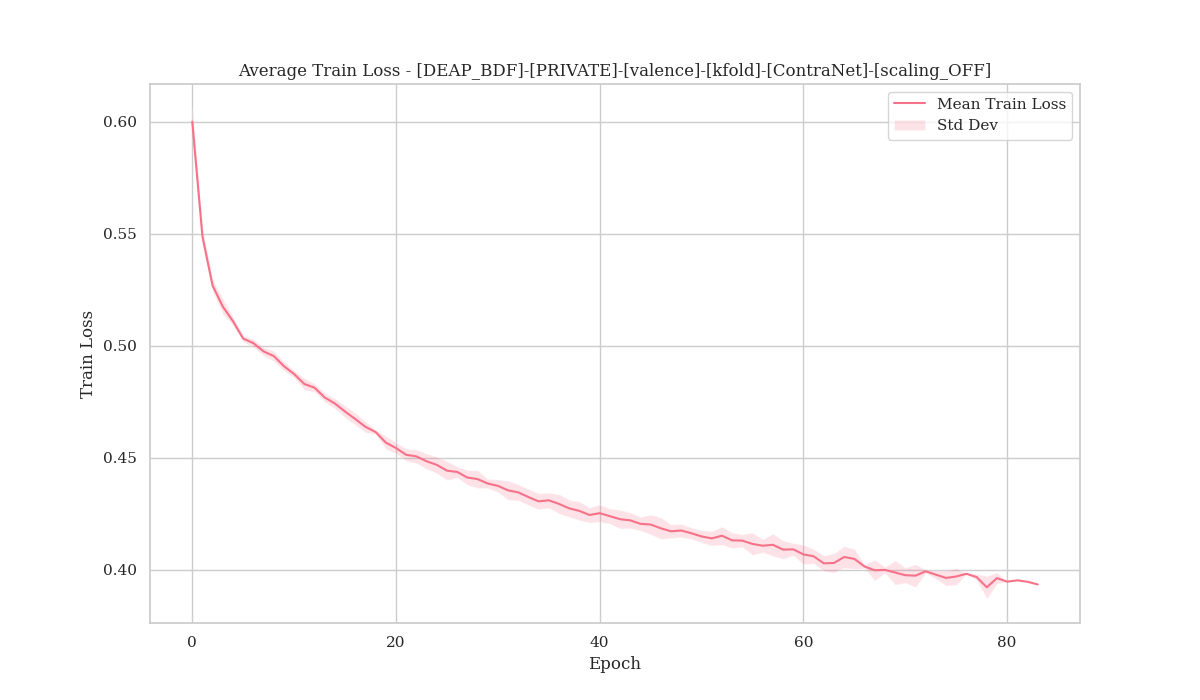 Average Train Loss - [DEAP_BDF]-[PRIVATE]-[valence]-[kfold]-[ContraNet]-[scaling_OFF]
Mean Train Loss
Std Dev
Train Loss
0.60
0.55
0.50
0.45
0.40
0
20
40
60
80
Epoch